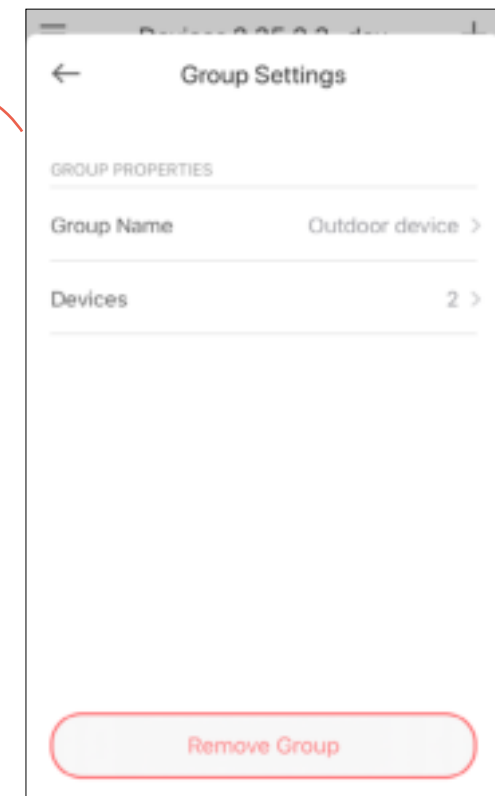 Group Settings
GROUP PROPERTIES
Group Name Outdoor device >
Devices 2 >
Remove Group